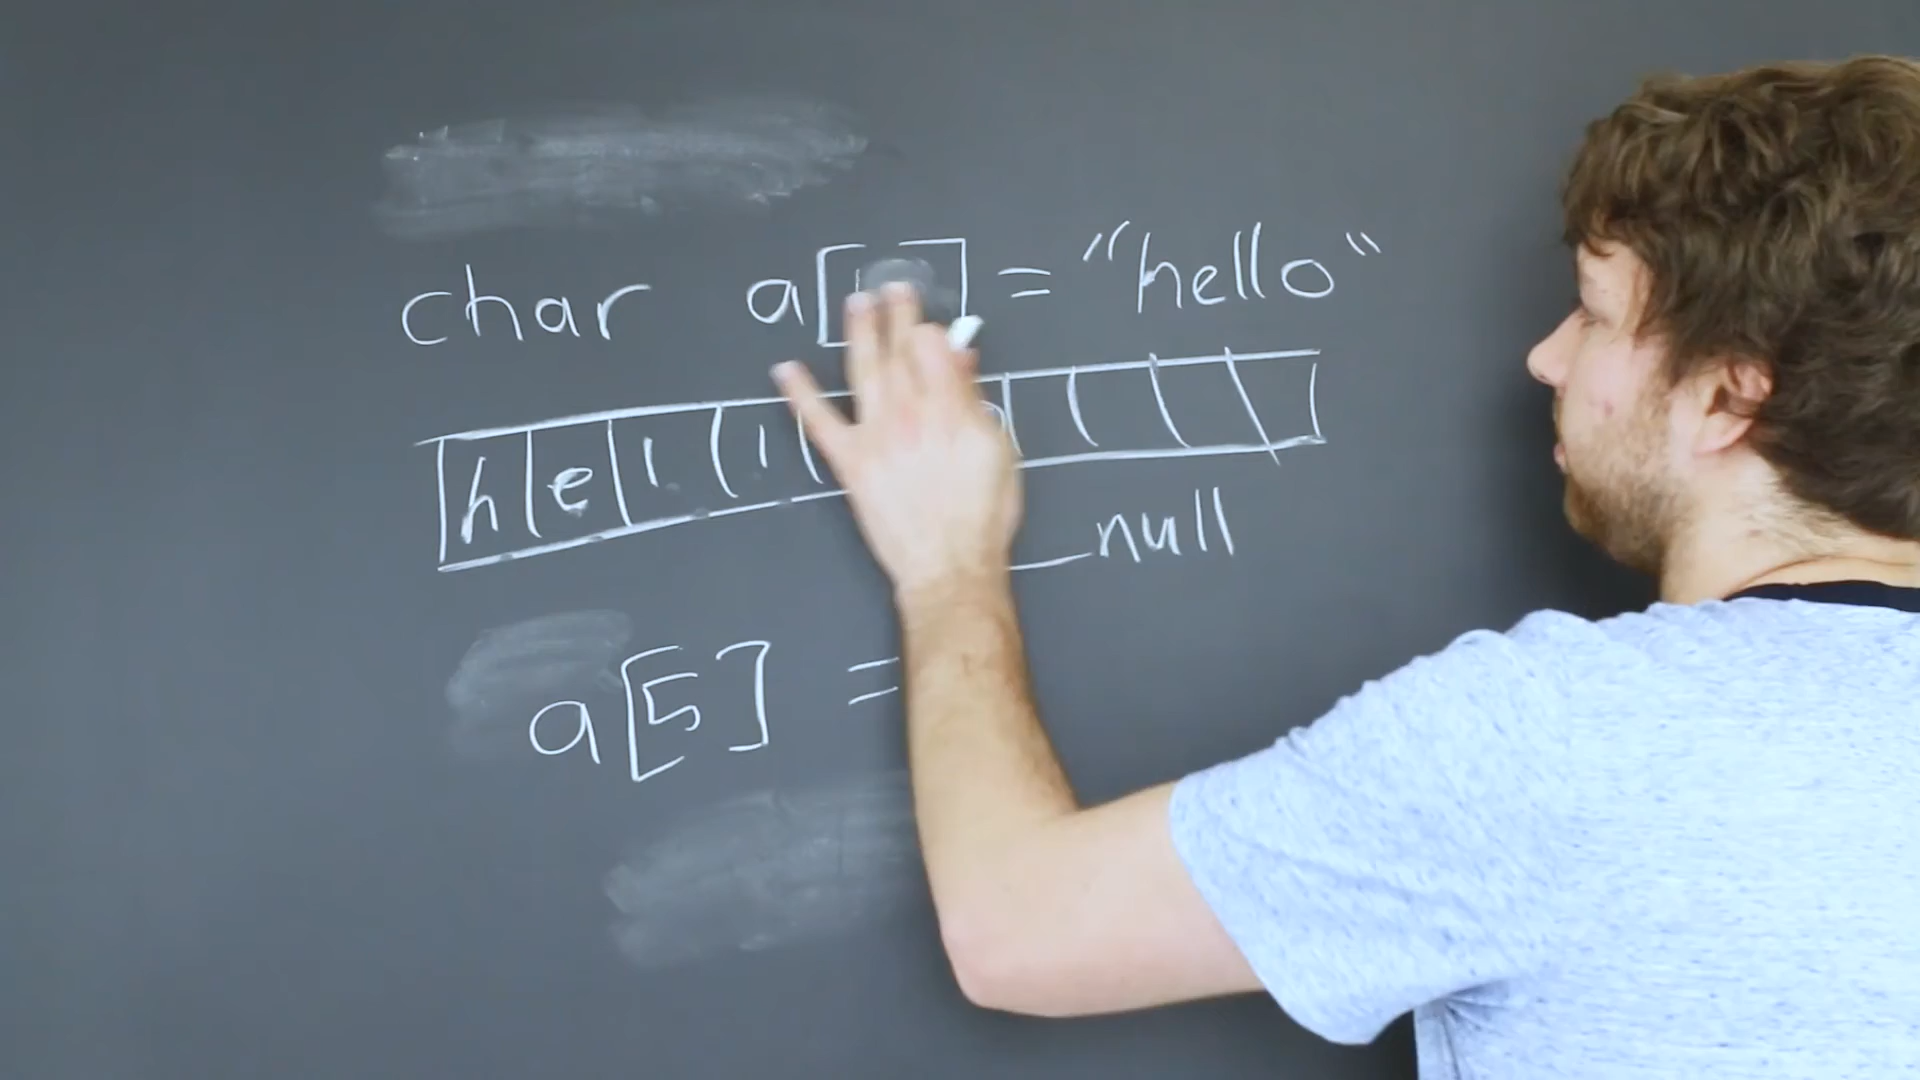 char a[ ] = "hello"
h e l l
null
a[5] =